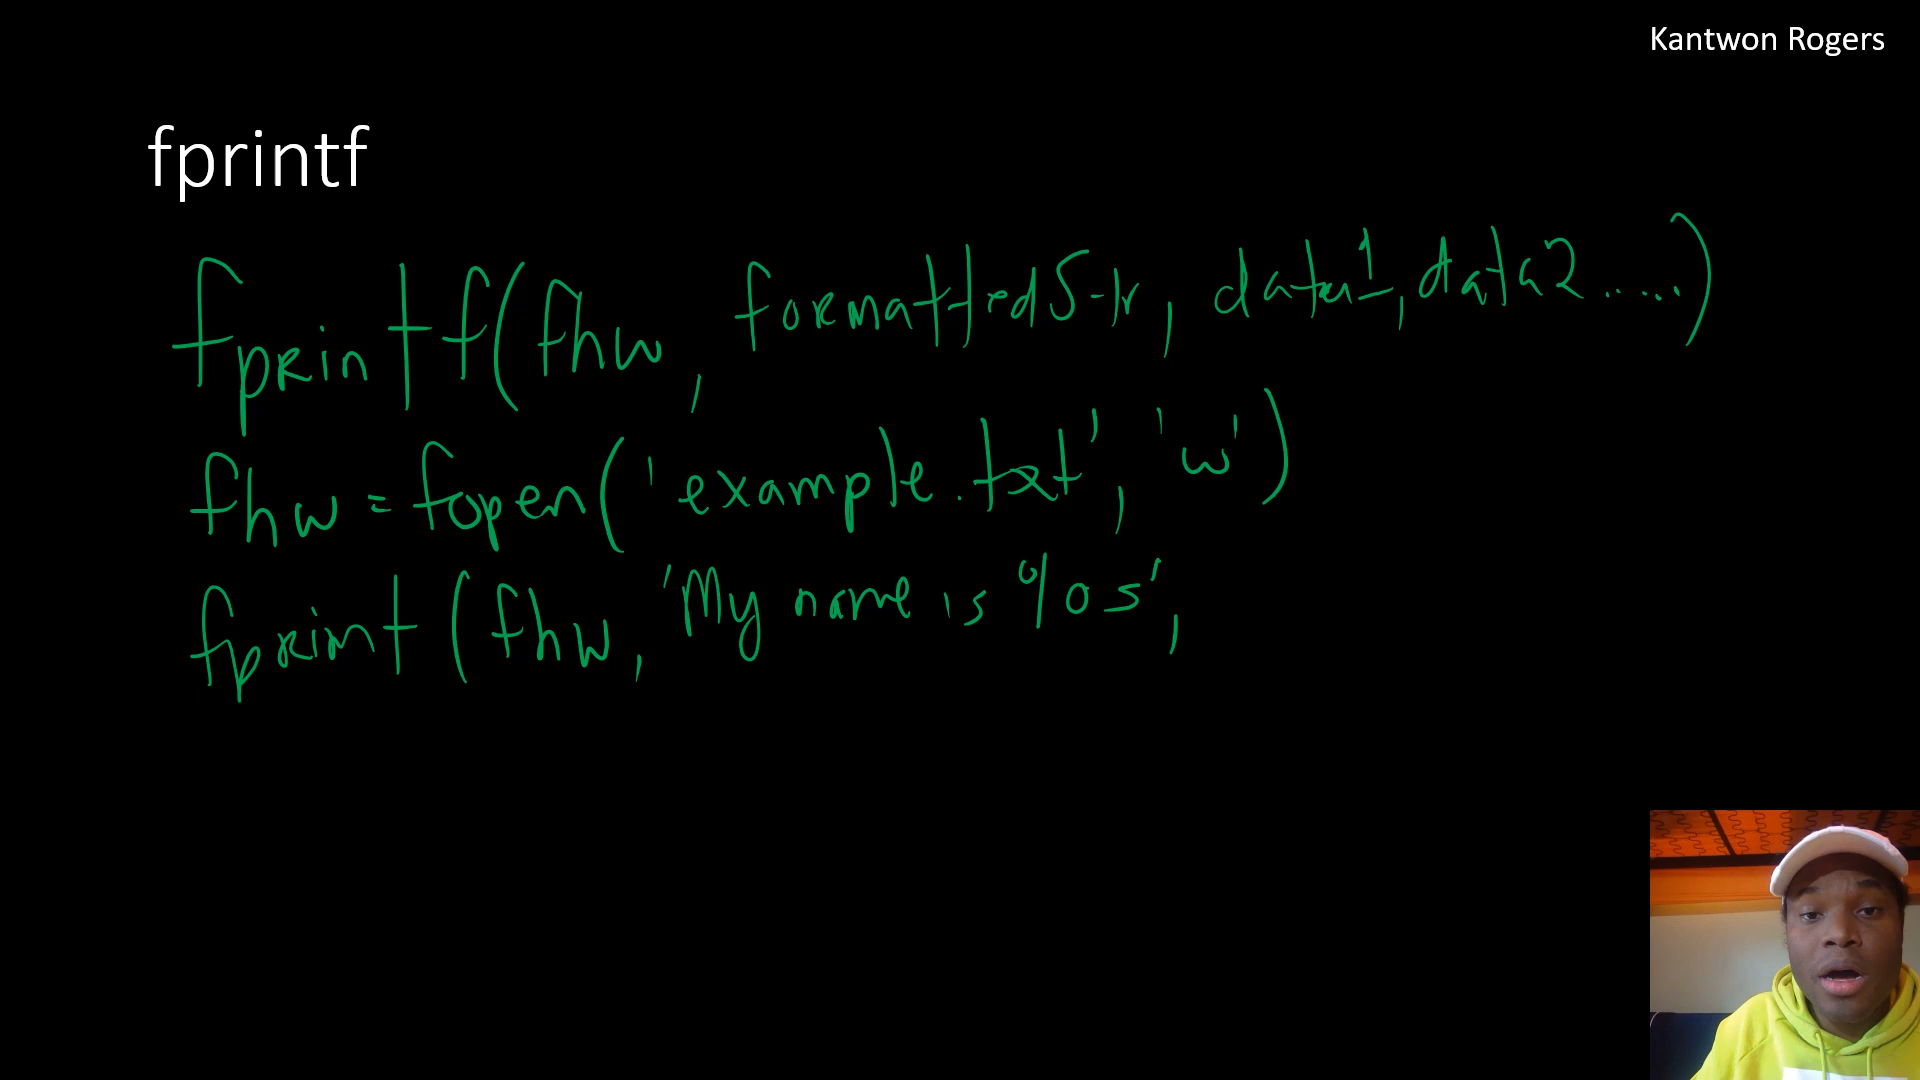 Kantwon Rogers
fprintf
fprintf(fhw, formattedStr, data1, data2.....)
fhw = fopen('example.txt', 'w')
fprint(fhw, 'My name is %s',